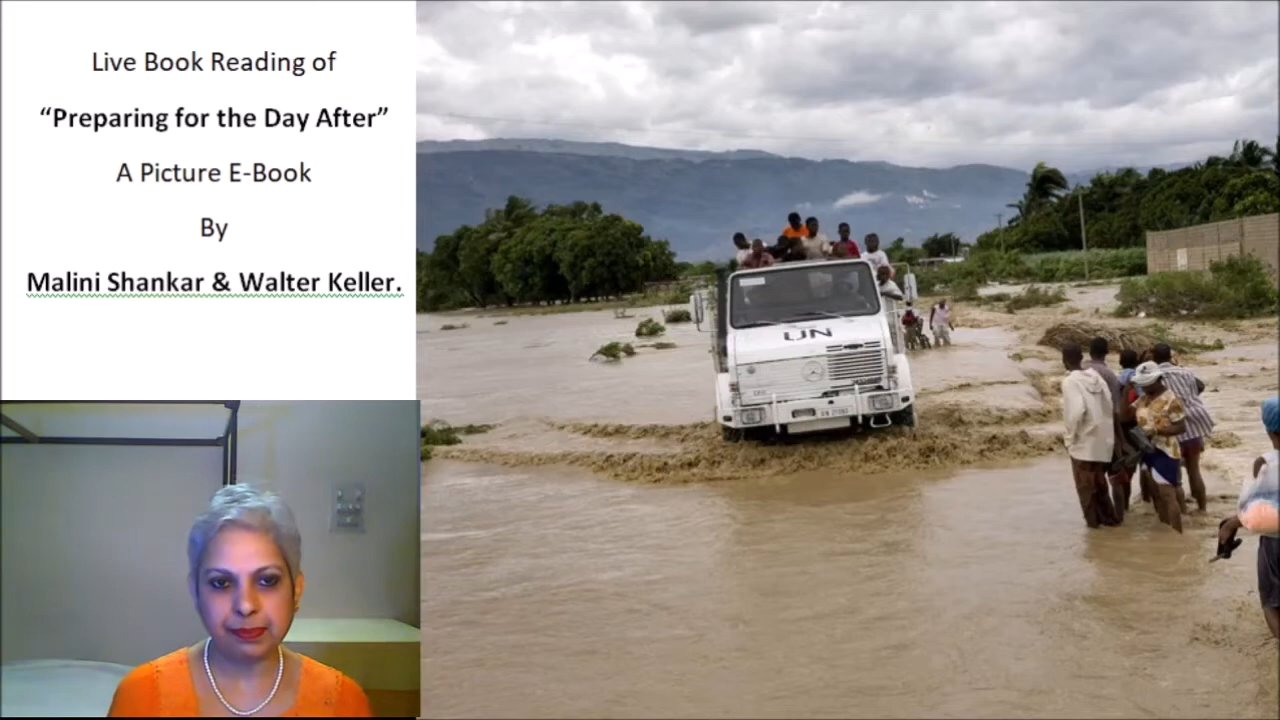 Live Book Reading of
“Preparing for the Day After”
A Picture E-Book
By
Malini Shankar & Walter Keller.
UN